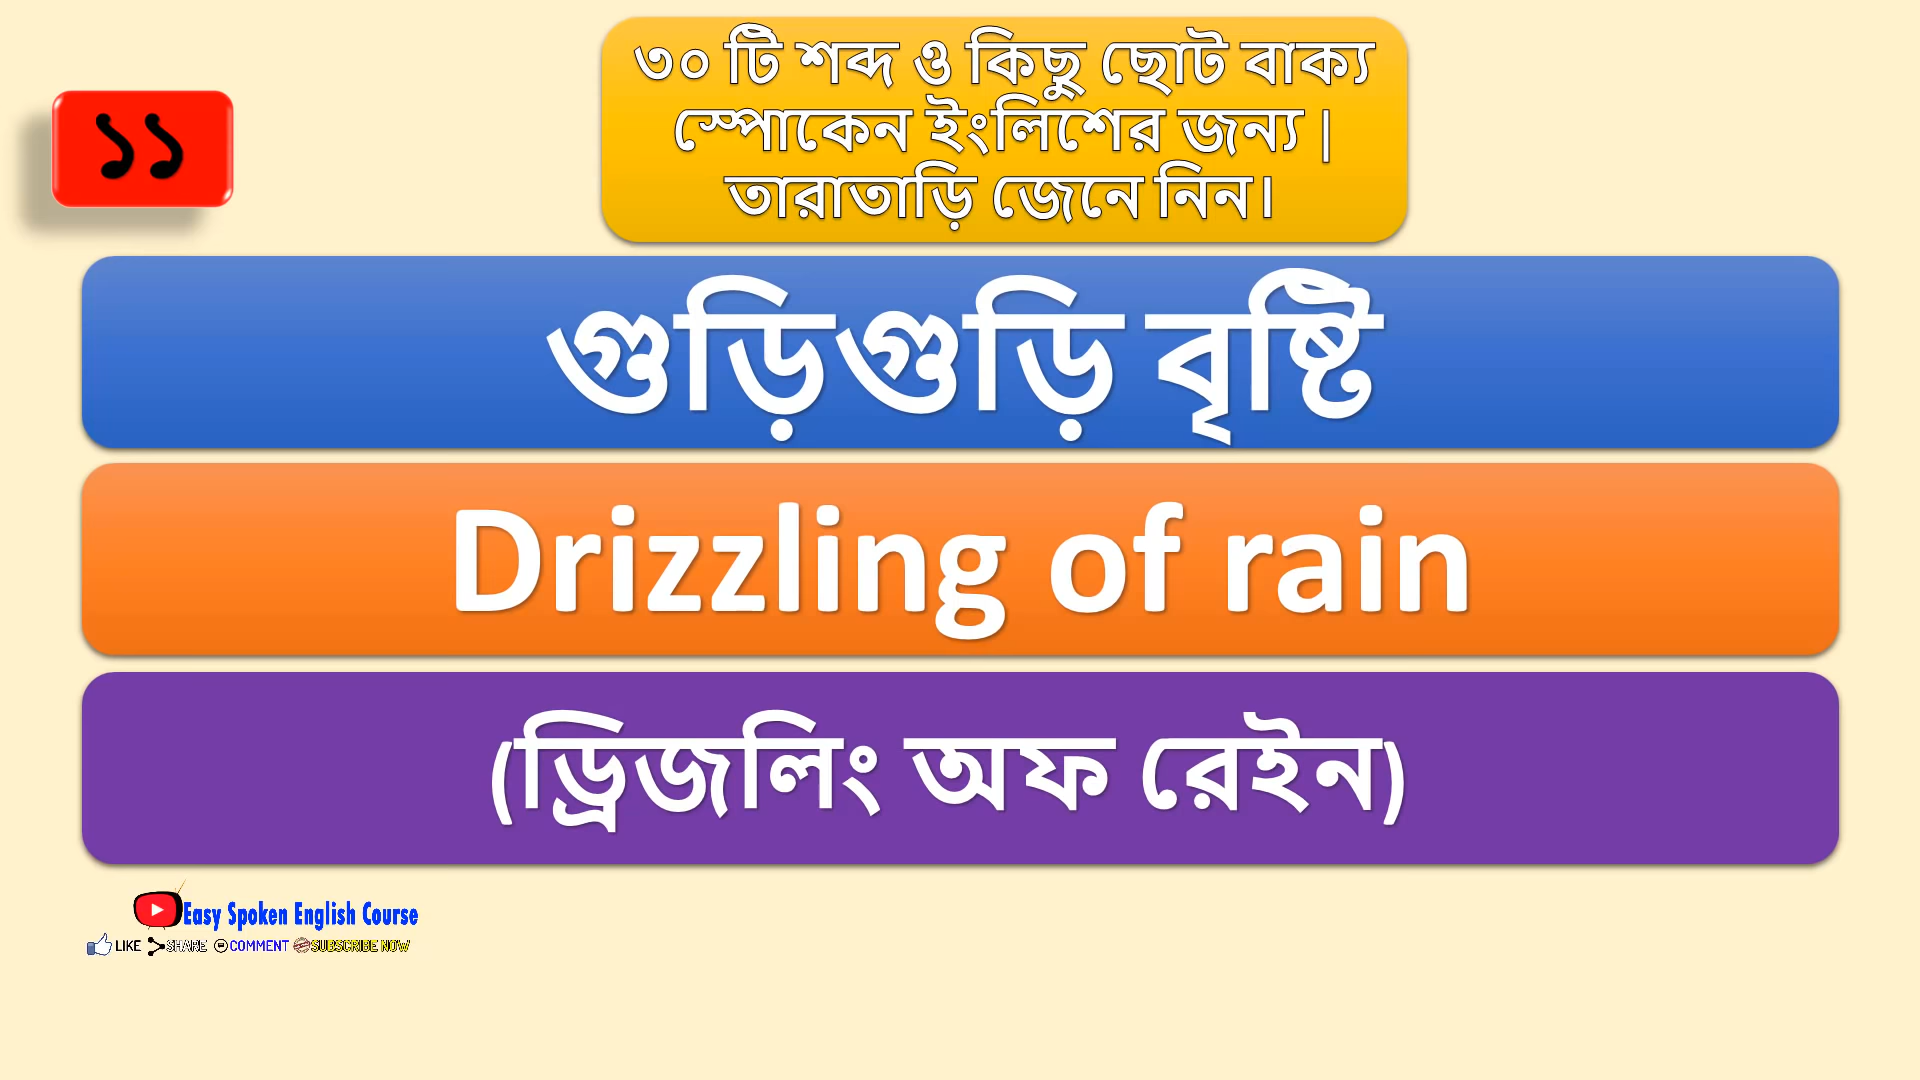 ১১
৩০ টি শব্দ ও কিছু ছোট বাক্য
স্পোকেন ইংলিশের জন্য |
তারাতাড়ি জেনে নিন।
গুড়িগুড়ি বৃষ্টি
Drizzling of rain
(ড্রিজলিং অফ রেইন)
Easy Spoken English Course
LIKE SHARE COMMENT SUBSCRIBE NOW